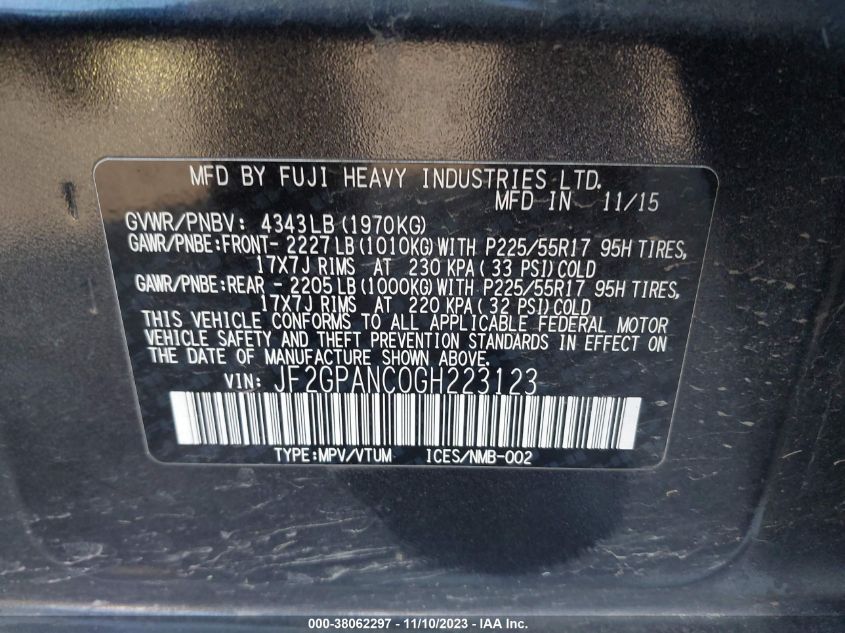 MFD BY FUJI HEAVY INDUSTRIES LTD.
MFD IN 11/15
GVWR/PNBV: 4343LB(1970KG)
GAWR/PNBE:FRONT- 2227LB(1010KG)WITH P225/55R17 95H TIRES,
17X7J RIMS AT 230 KPA( 33 PSI)COLD
GAWR/PNBE:REAR - 2205LB(1000KG)WITH P225/55R17 95H TIRES,
17X7J RIMS AT 220 KPA( 32 PSI)COLD
THIS VEHICLE CONFORMS TO ALL APPLICABLE FEDERAL MOTOR
VEHICLE SAFETY AND THEFT PREVENTION STANDARDS IN EFFECT ON
THE DATE OF MANUFACTURE SHOWN ABOVE.
VIN: JF2GPANC0GH223123
TYPE:MPV/VTUM ICES/NMB-002
000-38062297 - 11/10/2023 - IAA Inc.